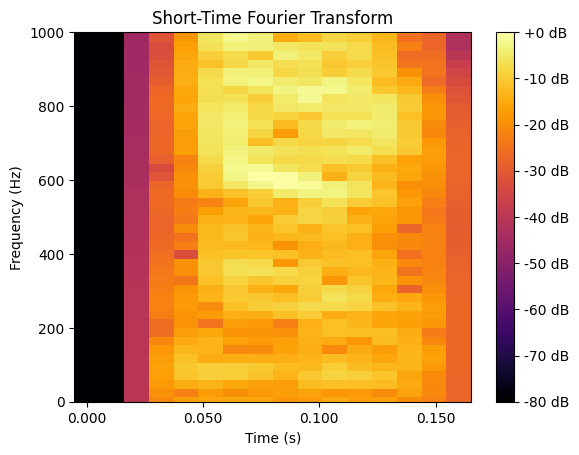 Short-Time Fourier Transform
1000
800
600
400
200
0
Frequency (Hz)
0.000
0.050
0.100
0.150
Time (s)
+0 dB
-10 dB
-20 dB
-30 dB
-40 dB
-50 dB
-60 dB
-70 dB
-80 dB